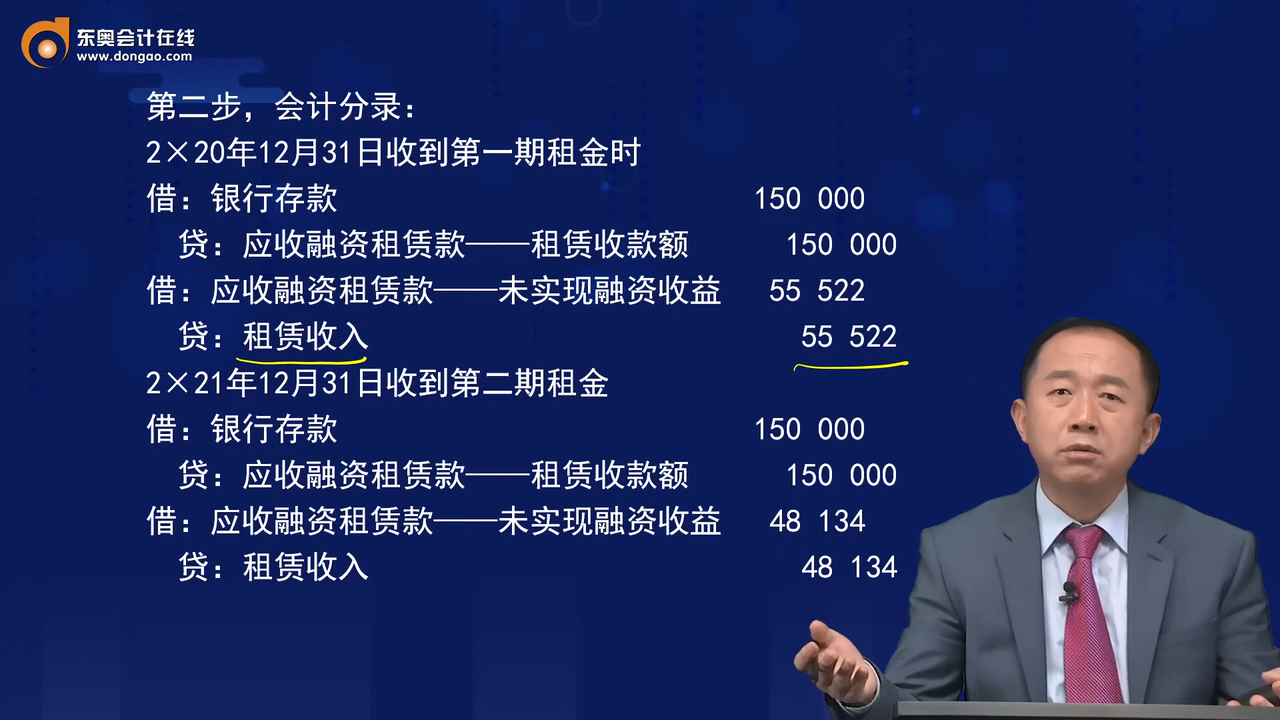 东奥会计在线
www.dongao.com
第二步，会计分录：
2×20年12月31日收到第一期租金时
借：银行存款 150 000
贷：应收融资租赁款——租赁收款额 150 000
借：应收融资租赁款——未实现融资收益 55 522
贷：租赁收入 55 522
2×21年12月31日收到第二期租金
借：银行存款 150 000
贷：应收融资租赁款——租赁收款额 150 000
借：应收融资租赁款——未实现融资收益 48 134
贷：租赁收入 48 134